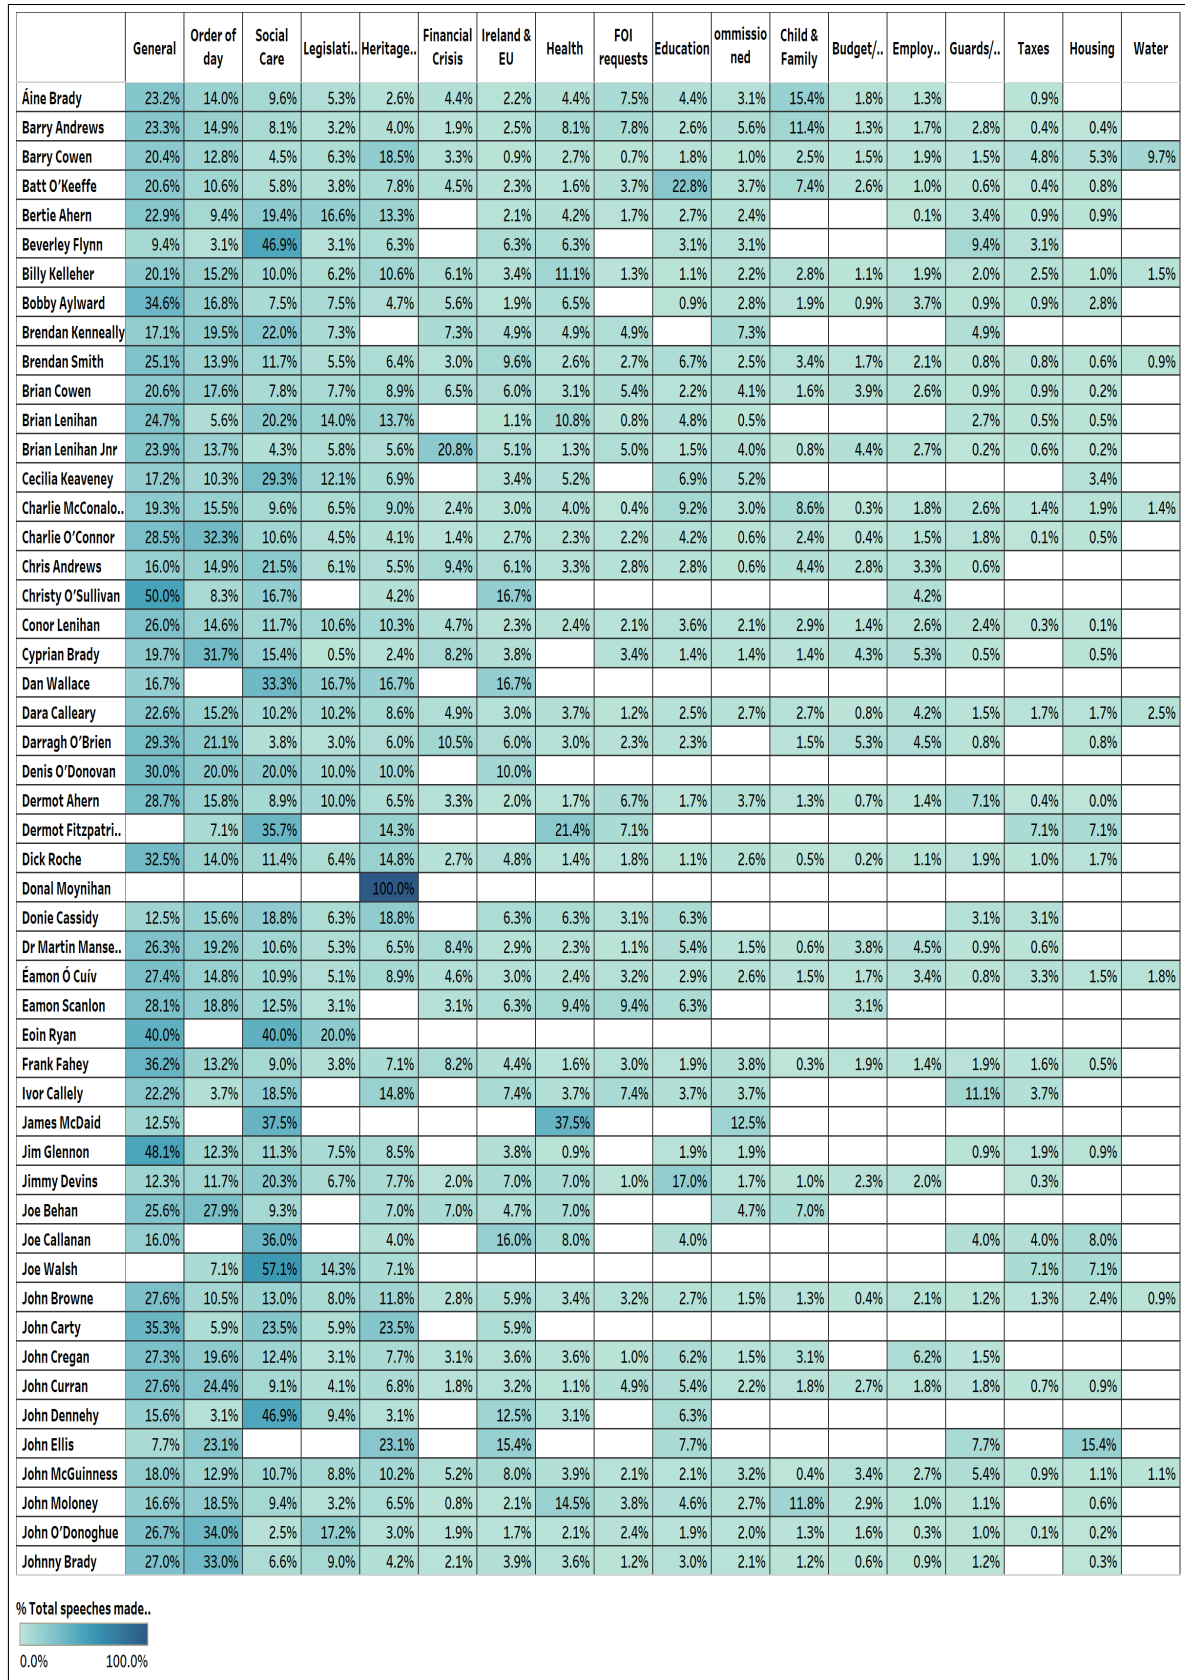 General Order of day Social Care Legislati.. Heritage.. Financial Crisis Ireland & EU Health FOI requests Education ommissio ned Child & Family Budget/.. Employ.. Guards/.. Taxes Housing Water
Áine Brady 23.2% 14.0% 9.6% 5.3% 2.6% 4.4% 2.2% 4.4% 7.5% 4.4% 3.1% 15.4% 1.8% 1.3% 0.9%
Barry Andrews 23.3% 14.9% 8.1% 3.2% 4.0% 1.9% 2.5% 8.1% 7.8% 2.6% 5.6% 11.4% 1.3% 1.7% 2.8% 0.4% 0.4%
Barry Cowen 20.4% 12.8% 4.5% 6.3% 18.5% 3.3% 0.9% 2.7% 0.7% 1.8% 1.0% 2.5% 1.5% 1.9% 1.5% 4.8% 5.3% 9.7%
Batt O'Keeffe 20.6% 10.6% 5.8% 3.8% 7.8% 4.5% 2.3% 1.6% 3.7% 22.8% 3.7% 7.4% 2.6% 1.0% 0.6% 0.4% 0.8%
Bertie Ahern 22.9% 9.4% 19.4% 16.6% 13.3% 2.1% 4.2% 1.7% 2.7% 2.4% 0.1% 3.4% 0.9% 0.9%
Beverley Flynn 9.4% 3.1% 46.9% 3.1% 6.3% 6.3% 6.3% 3.1% 3.1% 9.4% 3.1%
Billy Kelleher 20.1% 15.2% 10.0% 6.2% 10.6% 6.1% 3.4% 11.1% 1.3% 1.1% 2.2% 2.8% 1.1% 1.9% 2.0% 2.5% 1.0% 1.5%
Bobby Aylward 34.6% 16.8% 7.5% 7.5% 4.7% 5.6% 1.9% 6.5% 0.9% 2.8% 1.9% 0.9% 3.7% 0.9% 0.9% 2.8%
Brendan Kenneally 17.1% 19.5% 22.0% 7.3% 7.3% 4.9% 4.9% 4.9% 7.3% 4.9%
Brendan Smith 25.1% 13.9% 11.7% 5.5% 6.4% 3.0% 9.6% 2.6% 2.7% 6.7% 2.5% 3.4% 1.7% 2.1% 0.8% 0.8% 0.6% 0.9%
Brian Cowen 20.6% 17.6% 7.8% 7.7% 8.9% 6.5% 6.0% 3.1% 5.4% 2.2% 4.1% 1.6% 3.9% 2.6% 0.9% 0.9% 0.2%
Brian Lenihan 24.7% 5.6% 20.2% 14.0% 13.7% 1.1% 10.8% 0.8% 4.8% 0.5% 2.7% 0.5% 0.5%
Brian Lenihan Jnr 23.9% 13.7% 4.3% 5.8% 5.6% 20.8% 5.1% 1.3% 5.0% 1.5% 4.0% 0.8% 4.4% 2.7% 0.2% 0.6% 0.2%
Cecilia Keaveney 17.2% 10.3% 29.3% 12.1% 6.9% 3.4% 5.2% 6.9% 5.2% 3.4%
Charlie McConalo.. 19.3% 15.5% 9.6% 6.5% 9.0% 2.4% 3.0% 4.0% 0.4% 9.2% 3.0% 8.6% 0.3% 1.8% 2.6% 1.4% 1.9% 1.4%
Charlie O'Connor 28.5% 32.3% 10.6% 4.5% 4.1% 1.4% 2.7% 2.3% 2.2% 4.2% 0.6% 2.4% 0.4% 1.5% 1.8% 0.1% 0.5%
Chris Andrews 16.0% 14.9% 21.5% 6.1% 5.5% 9.4% 6.1% 3.3% 2.8% 2.8% 0.6% 4.4% 2.8% 3.3% 0.6%
Christy O'Sullivan 50.0% 8.3% 16.7% 4.2% 16.7% 4.2%
Conor Lenihan 26.0% 14.6% 11.7% 10.6% 10.3% 4.7% 2.3% 2.4% 2.1% 3.6% 2.1% 2.9% 1.4% 2.6% 2.4% 0.3% 0.1%
Cyprian Brady 19.7% 31.7% 15.4% 0.5% 2.4% 8.2% 3.8% 3.4% 1.4% 1.4% 1.4% 4.3% 5.3% 0.5% 0.5%
Dan Wallace 16.7% 33.3% 16.7% 16.7% 16.7%
Dara Calleary 22.6% 15.2% 10.2% 10.2% 8.6% 4.9% 3.0% 3.7% 1.2% 2.5% 2.7% 2.7% 0.8% 4.2% 1.5% 1.7% 1.7% 2.5%
Darragh O'Brien 29.3% 21.1% 3.8% 3.0% 6.0% 10.5% 6.0% 3.0% 2.3% 2.3% 1.5% 5.3% 4.5% 0.8% 0.8%
Denis O'Donovan 30.0% 20.0% 20.0% 10.0% 10.0% 10.0%
Dermot Ahern 28.7% 15.8% 8.9% 10.0% 6.5% 3.3% 2.0% 1.7% 6.7% 1.7% 3.7% 1.3% 0.7% 1.4% 7.1% 0.4% 0.0%
Dermot Fitzpatri.. 7.1% 35.7% 14.3% 21.4% 7.1% 7.1% 7.1%
Dick Roche 32.5% 14.0% 11.4% 6.4% 14.8% 2.7% 4.8% 1.4% 1.8% 1.1% 2.6% 0.5% 0.2% 1.1% 1.9% 1.0% 1.7%
Donal Moynihan 100.0%
Donie Cassidy 12.5% 15.6% 18.8% 6.3% 18.8% 6.3% 6.3% 3.1% 6.3% 3.1% 3.1%
Dr Martin Manse.. 26.3% 19.2% 10.6% 5.3% 6.5% 8.4% 2.9% 2.3% 1.1% 5.4% 1.5% 0.6% 3.8% 4.5% 0.9% 0.6%
Éamon Ó Cuív 27.4% 14.8% 10.9% 5.1% 8.9% 4.6% 3.0% 2.4% 3.2% 2.9% 2.6% 1.5% 1.7% 3.4% 0.8% 3.3% 1.5% 1.8%
Eamon Scanlon 28.1% 18.8% 12.5% 3.1% 3.1% 6.3% 9.4% 9.4% 6.3% 3.1%
Eoin Ryan 40.0% 40.0% 20.0%
Frank Fahey 36.2% 13.2% 9.0% 3.8% 7.1% 8.2% 4.4% 1.6% 3.0% 1.9% 3.8% 0.3% 1.9% 1.4% 1.9% 1.6% 0.5%
Ivor Callely 22.2% 3.7% 18.5% 14.8% 7.4% 3.7% 7.4% 3.7% 3.7% 11.1% 3.7%
James McDaid 12.5% 37.5% 37.5% 12.5%
Jim Glennon 48.1% 12.3% 11.3% 7.5% 8.5% 3.8% 0.9% 1.9% 1.9% 0.9% 1.9% 0.9%
Jimmy Devins 12.3% 11.7% 20.3% 6.7% 7.7% 2.0% 7.0% 7.0% 1.0% 17.0% 1.7% 1.0% 2.3% 2.0% 0.3%
Joe Behan 25.6% 27.9% 9.3% 7.0% 7.0% 4.7% 7.0% 4.7% 7.0%
Joe Callanan 16.0% 36.0% 4.0% 16.0% 8.0% 4.0% 4.0% 4.0% 8.0%
Joe Walsh 7.1% 57.1% 14.3% 7.1% 7.1% 7.1%
John Browne 27.6% 10.5% 13.0% 8.0% 11.8% 2.8% 5.9% 3.4% 3.2% 2.7% 1.5% 1.3% 0.4% 2.1% 1.2% 1.3% 2.4% 0.9%
John Carty 35.3% 5.9% 23.5% 5.9% 23.5% 5.9%
John Cregan 27.3% 19.6% 12.4% 3.1% 7.7% 3.1% 3.6% 3.6% 1.0% 6.2% 1.5% 3.1% 6.2% 1.5%
John Curran 27.6% 24.4% 9.1% 4.1% 6.8% 1.8% 3.2% 1.1% 4.9% 5.4% 2.2% 1.8% 2.7% 1.8% 1.8% 0.7% 0.9%
John Dennehy 15.6% 3.1% 46.9% 9.4% 3.1% 12.5% 3.1% 6.3%
John Ellis 7.7% 23.1% 23.1% 15.4% 7.7% 7.7% 15.4%
John McGuinness 18.0% 12.9% 10.7% 8.8% 10.2% 5.2% 8.0% 3.9% 2.1% 2.1% 3.2% 0.4% 3.4% 2.7% 5.4% 0.9% 1.1% 1.1%
John Moloney 16.6% 18.5% 9.4% 3.2% 6.5% 0.8% 2.1% 14.5% 3.8% 4.6% 2.7% 11.8% 2.9% 1.0% 1.1% 0.6%
John O'Donoghue 26.7% 34.0% 2.5% 17.2% 3.0% 1.9% 1.7% 2.1% 2.4% 1.9% 2.0% 1.3% 1.6% 0.3% 1.0% 0.1% 0.2%
Johnny Brady 27.0% 33.0% 6.6% 9.0% 4.2% 2.1% 3.9% 3.6% 1.2% 3.0% 2.1% 1.2% 0.6% 0.9% 1.2% 0.3%
% Total speeches made..
0.0% 100.0%